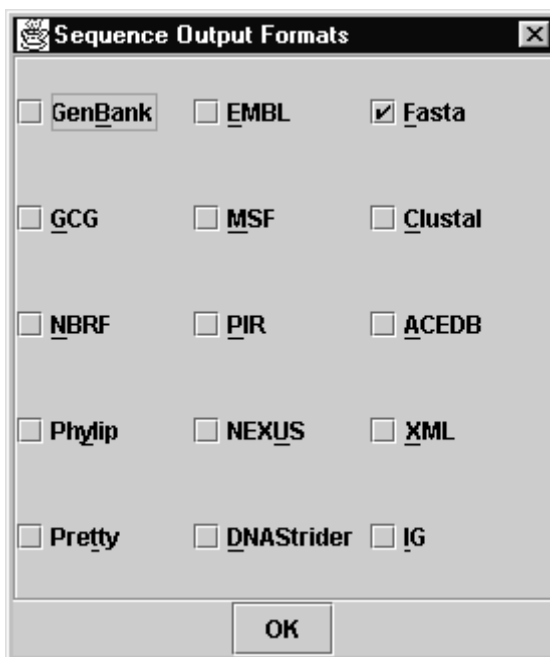 Sequence Output Formats
GenBank EMBL Fasta
GCG MSF Clustal
NBRF PIR ACEDB
Phylip NEXUS XML
Pretty DNAStrider IG
OK